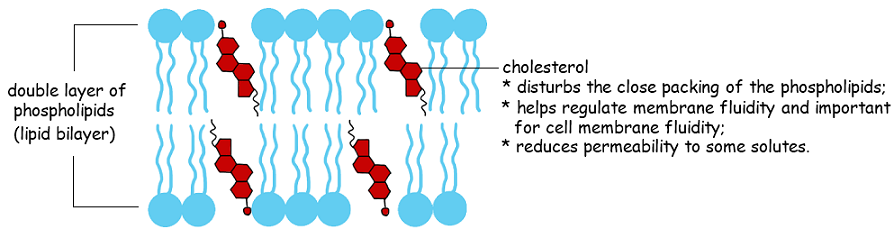 double layer of
phospholipids
(lipid bilayer)
cholesterol
* disturbs the close packing of the phospholipids;
* helps regulate membrane fluidity and important
for cell membrane fluidity;
* reduces permeability to some solutes.